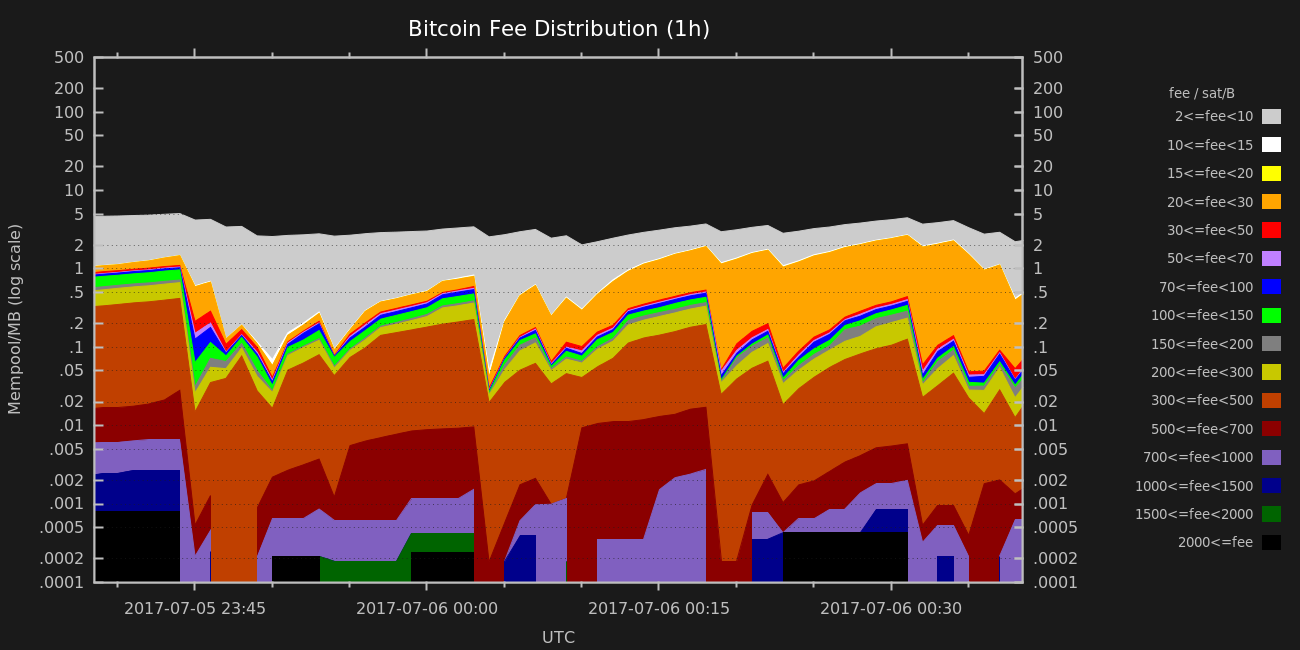 Bitcoin Fee Distribution (1h)
Mempool/MB (log scale)
500
200
100
50
20
10
5
2
1
.5
.2
.1
.05
.02
.01
.005
.002
.001
.0005
.0002
.0001
500
200
100
50
20
10
5
2
1
.5
.2
.1
.05
.02
.01
.005
.002
.001
.0005
.0002
.0001
2017-07-05 23:45
2017-07-06 00:00
2017-07-06 00:15
2017-07-06 00:30
UTC
fee / sat/B
2<=fee<10
10<=fee<15
15<=fee<20
20<=fee<30
30<=fee<50
50<=fee<70
70<=fee<100
100<=fee<150
150<=fee<200
200<=fee<300
300<=fee<500
500<=fee<700
700<=fee<1000
1000<=fee<1500
1500<=fee<2000
2000<=fee